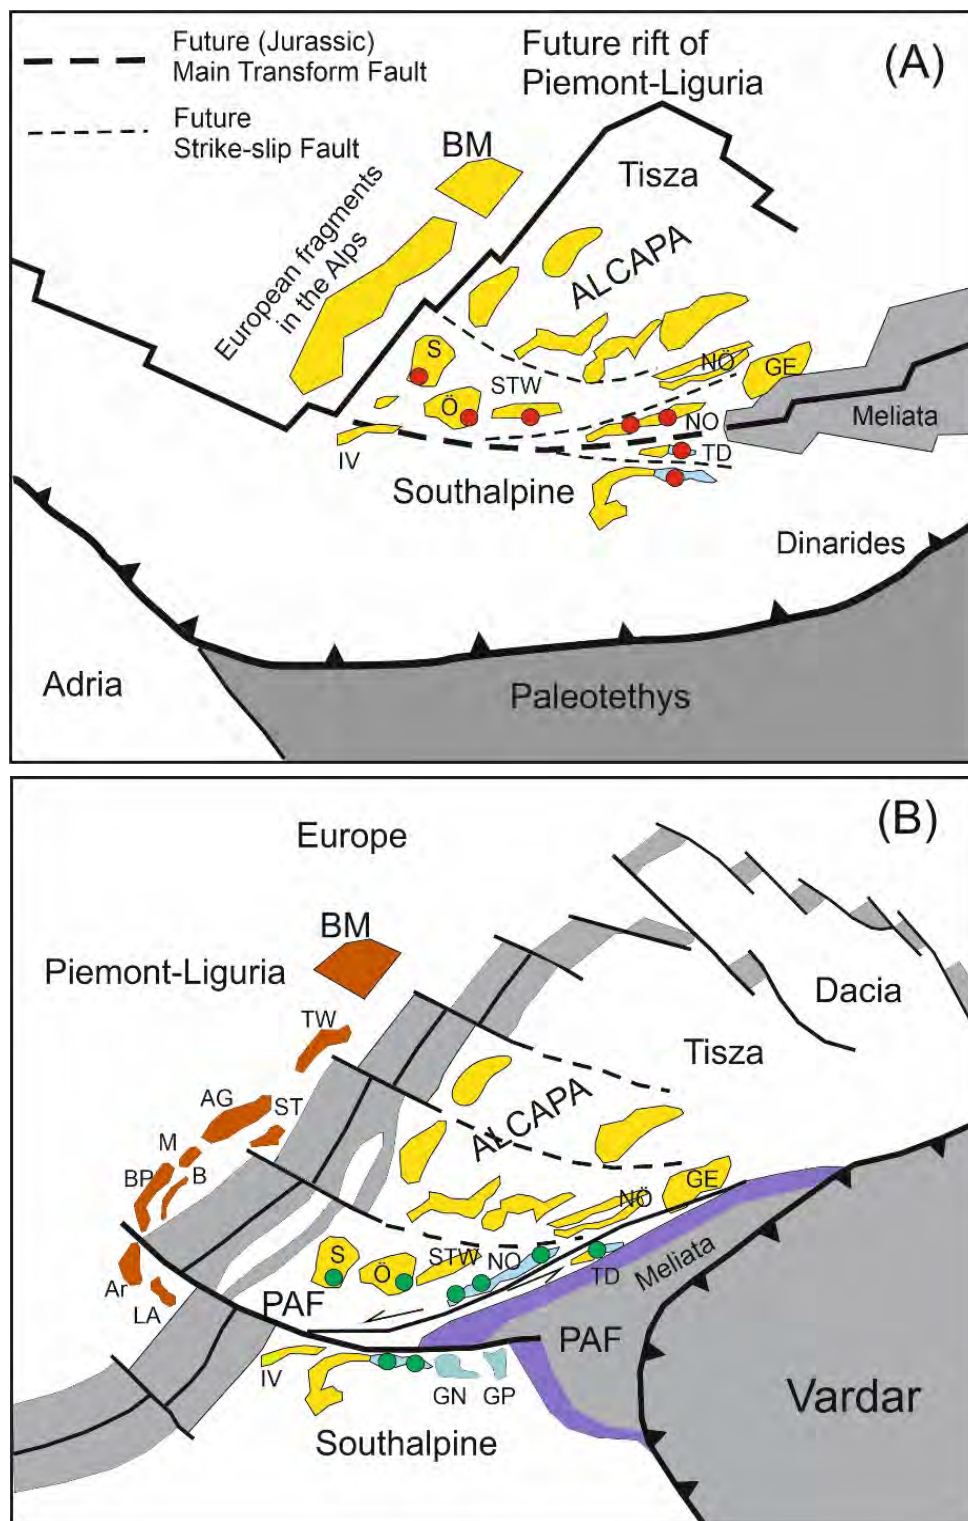 (A)
Future (Jurassic)
Main Transform Fault
Future
Strike-slip Fault
Future rift of
Piemont-Liguria
BM
Tisza
European fragments
in the Alps
ALCAPA
S
STW
NÖ
GE
Ö
NO
Meliata
IV
TD
Southalpine
Dinarides
Adria
Paleotethys
(B)
Europe
BM
Piemont-Liguria
Dacia
TW
Tisza
AG
ST
ALCAPA
M
BP
B
GE
NÖ
S
Ö
STW
NO
TD
Meliata
Ar
LA
PAF
PAF
IV
GN
GP
Vardar
Southalpine